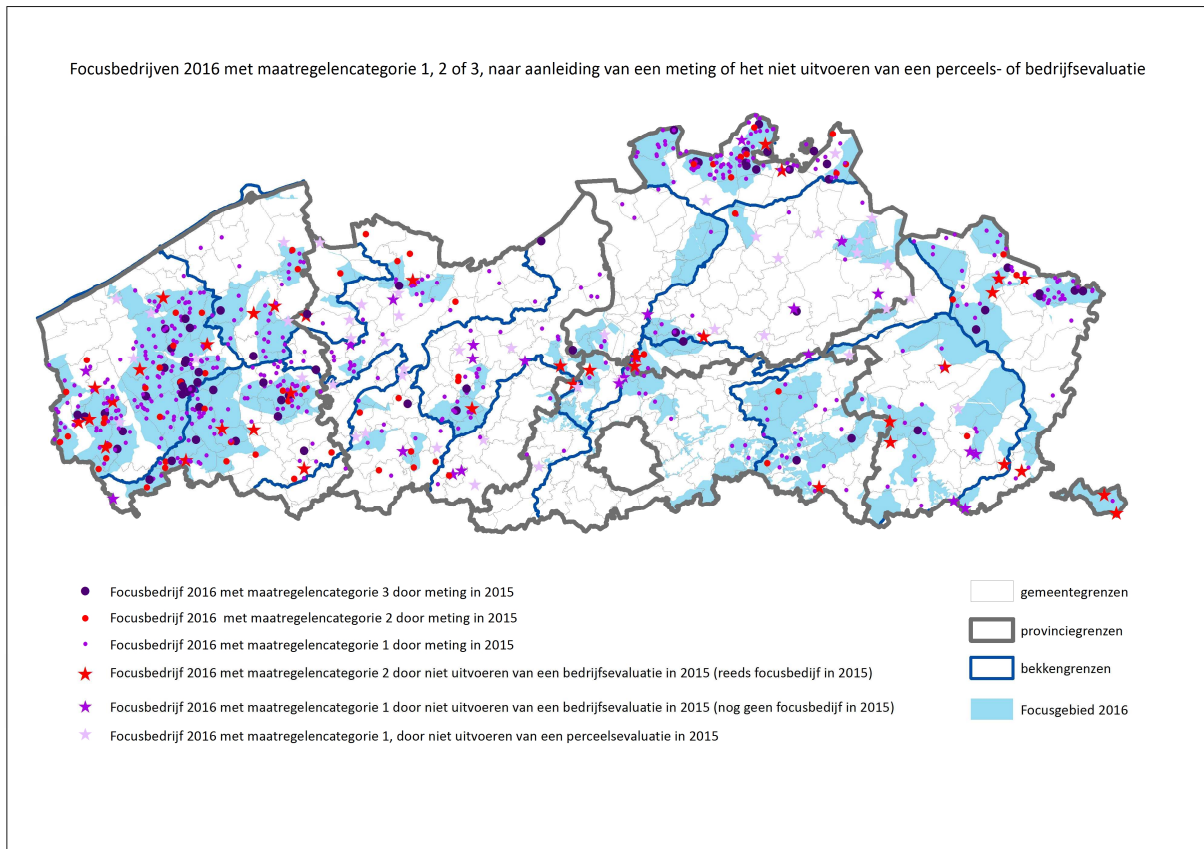 Focusbedrijven 2016 met maatregelencategorie 1, 2 of 3, naar aanleiding van een meting of het niet uitvoeren van een perceels- of bedrijfsevaluatie
Focusbedrijf 2016 met maatregelencategorie 3 door meting in 2015
Focusbedrijf 2016 met maatregelencategorie 2 door meting in 2015
Focusbedrijf 2016 met maatregelencategorie 1 door meting in 2015
Focusbedrijf 2016 met maatregelencategorie 2 door niet uitvoeren van een bedrijfsevaluatie in 2015 (reeds focusbedijf in 2015)
Focusbedrijf 2016 met maatregelencategorie 1 door niet uitvoeren van een bedrijfsevaluatie in 2015 (nog geen focusbedijf in 2015)
Focusbedrijf 2016 met maatregelencategorie 1, door niet uitvoeren van een perceelsevaluatie in 2015
gemeentegrenzen
provinciegrenzen
bekkengrenzen
Focusgebied 2016